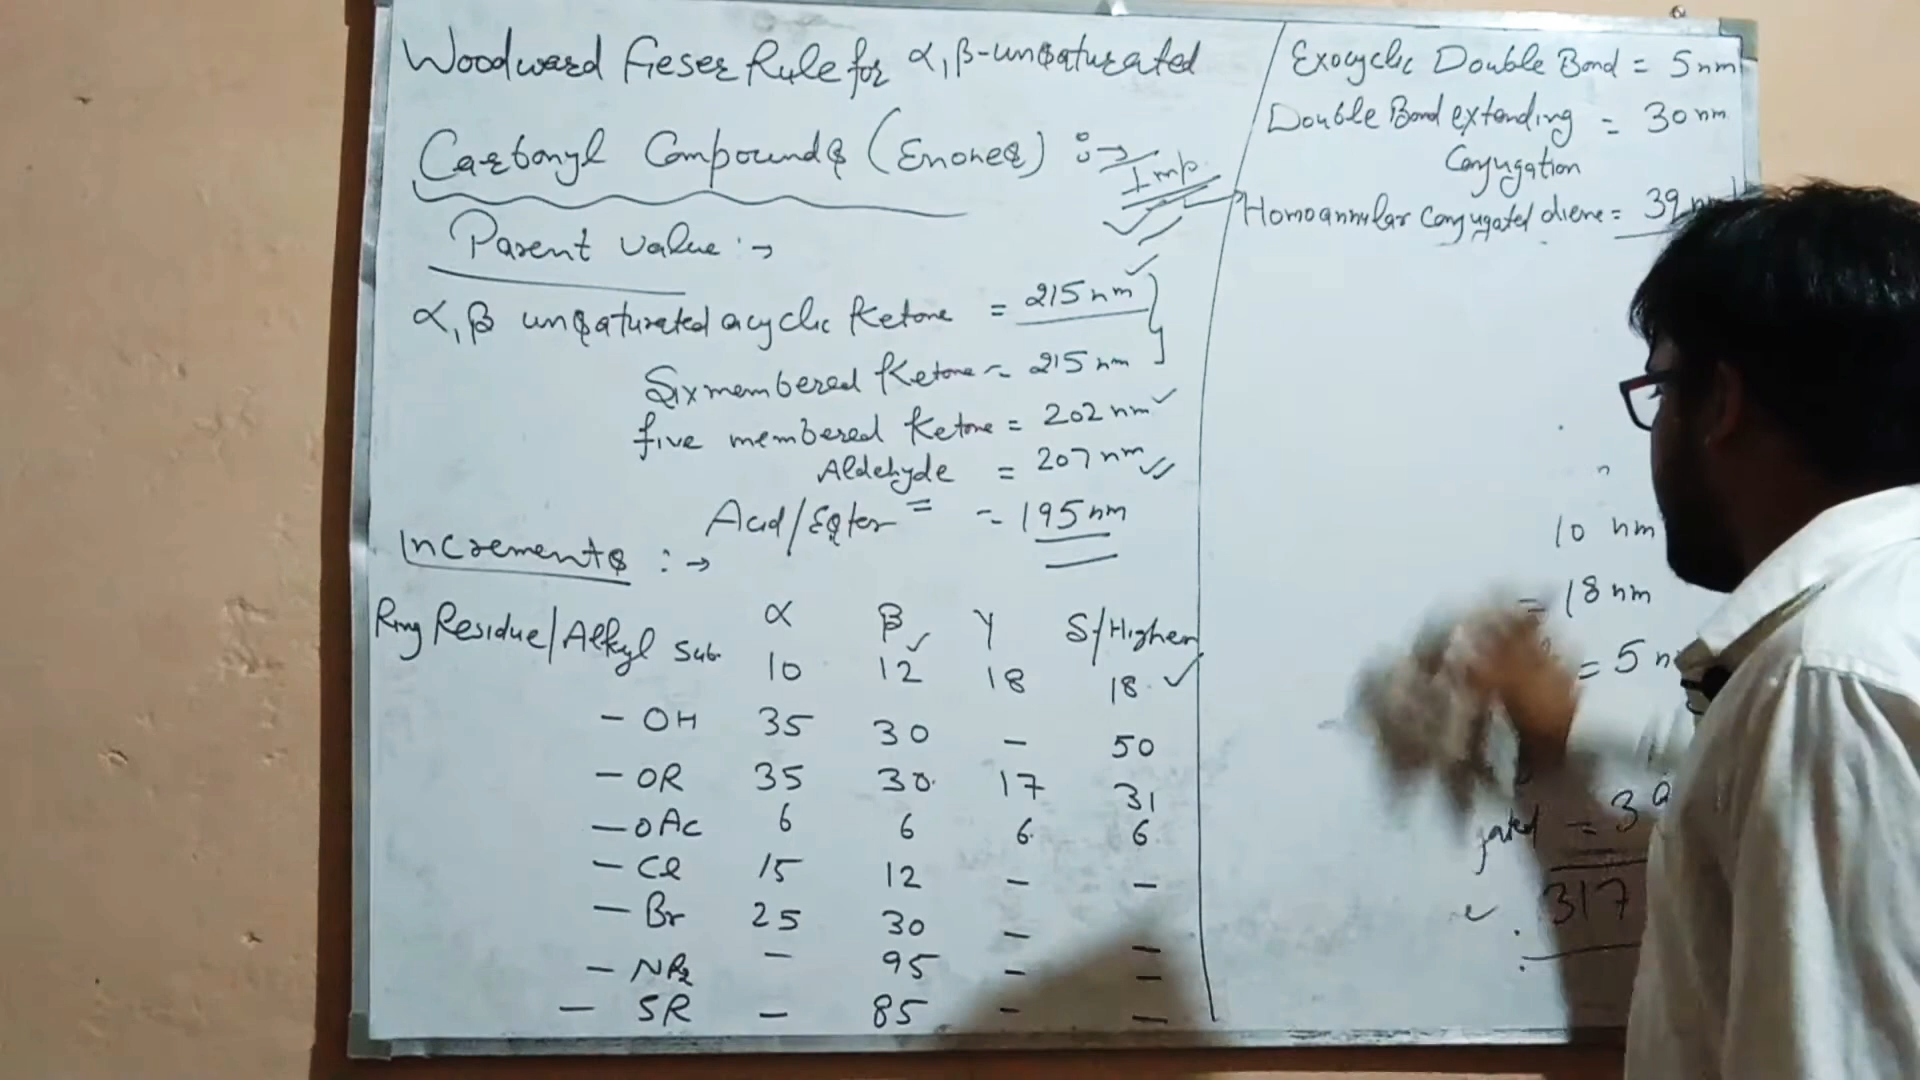 Woodward Fieser Rule for α,β-unsaturated
Carbonyl Compounds (Enones) :→
Imp
Parent value :→
α,β unsaturated acyclic Ketone = 215 nm
Six membered Ketone = 215 nm
five membered Ketone = 202 nm
Aldehyde = 207 nm
Acid/Ester = 195 nm
Increments :→
α β γ δ/Higher
Ring Residue/Alkyl Sub. 10 12 18 18
- OH 35 30 - 50
- OR 35 30 17 31
- OAc 6 6 6 6
- Cl 15 12 - -
- Br 25 30 - -
- NR2 - 95 - -
- SR - 85 - -
Exocyclic Double Bond = 5 nm
Double Bond extending = 30 nm
Conjugation
Homoannular Conjugated diene = 39 nm
10 nm
= 18 nm
= 5 n
gated = 3
317